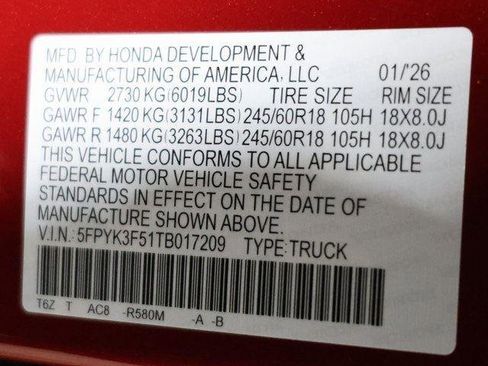 MFD. BY HONDA DEVELOPMENT &
MANUFACTURING OF AMERICA, LLC 01/'26
GVWR 2730 KG(6019LBS) TIRE SIZE RIM SIZE
GAWR F 1420 KG(3131LBS) 245/60R18 105H 18X8.0J
GAWR R 1480 KG(3263LBS) 245/60R18 105H 18X8.0J
THIS VEHICLE CONFORMS TO ALL APPLICABLE
FEDERAL MOTOR VEHICLE SAFETY
STANDARDS IN EFFECT ON THE DATE OF
MANUFACTURE SHOWN ABOVE.
V.I.N.: 5FPYK3F51TB017209 TYPE:TRUCK
T6Z T AC8 -R580M -A -B